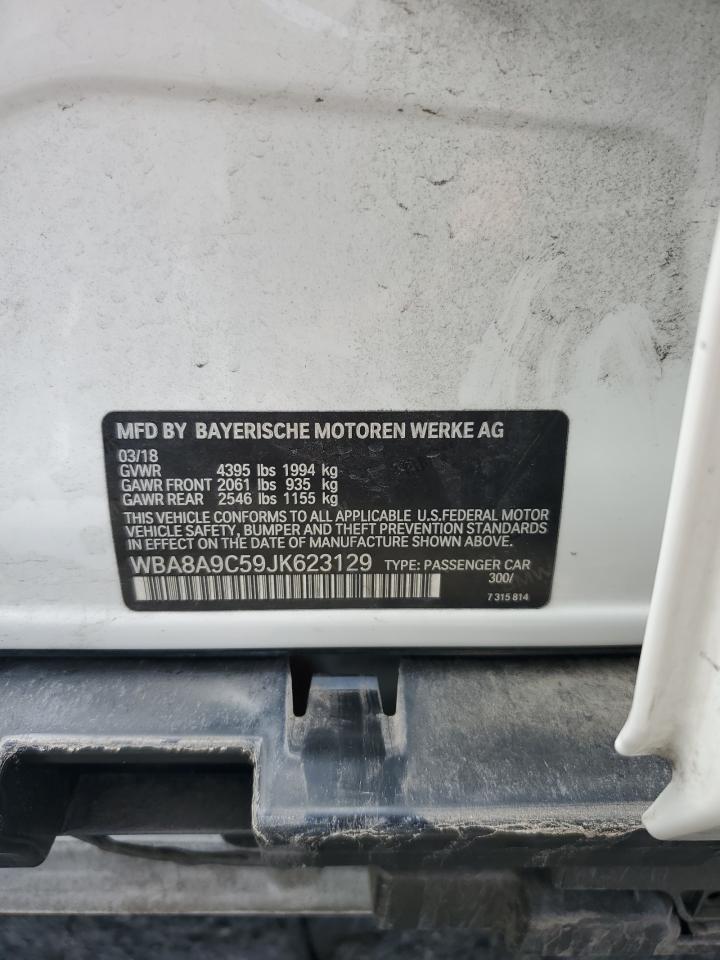 MFD BY BAYERISCHE MOTOREN WERKE AG
03/18
GVWR 4395 lbs 1994 kg
GAWR FRONT 2061 lbs 935 kg
GAWR REAR 2546 lbs 1155 kg
THIS VEHICLE CONFORMS TO ALL APPLICABLE U.S.FEDERAL MOTOR
VEHICLE SAFETY, BUMPER AND THEFT PREVENTION STANDARDS
IN EFFECT ON THE DATE OF MANUFACTURE SHOWN ABOVE.
WBA8A9C59JK623129 TYPE: PASSENGER CAR
300/
7 315 814